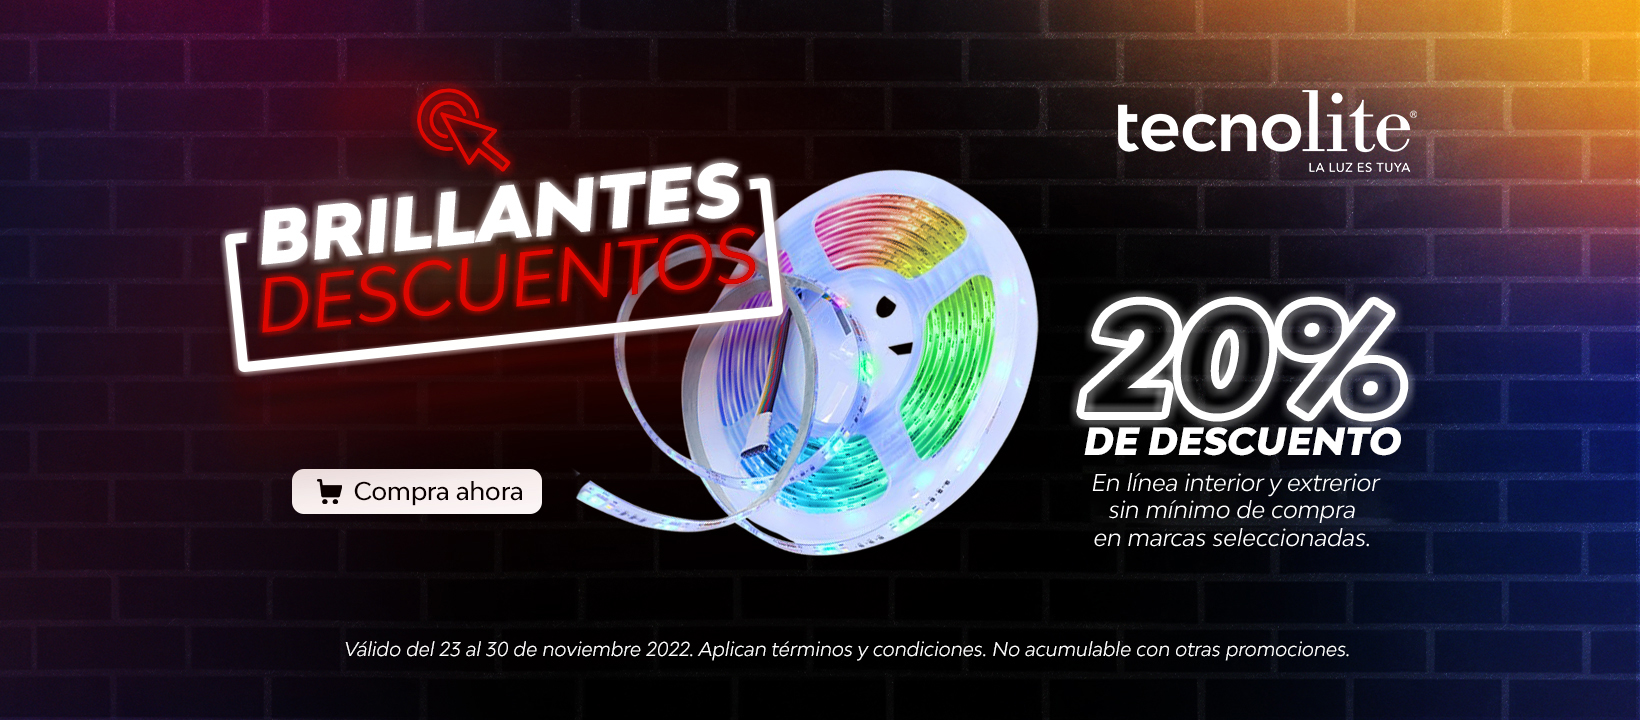 BRILLANTES
DESCUENTOS
Compra ahora
tecnolite®
LA LUZ ES TUYA
20%
DE DESCUENTO
En línea interior y extrerior
sin mínimo de compra
en marcas seleccionadas.
Válido del 23 al 30 de noviembre 2022. Aplican términos y condiciones. No acumulable con otras promociones.